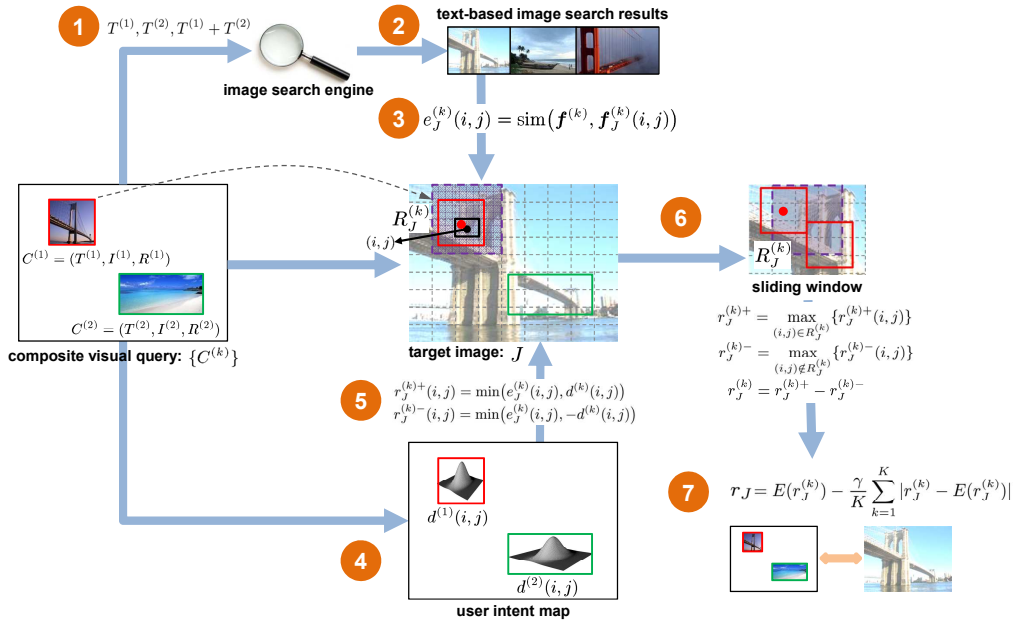 1
T^(1), T^(2), T^(1) + T^(2)
image search engine
2
text-based image search results
3
e_J^(k)(i, j) = sim(f^(k), f_J^(k)(i, j))
C^(1) = (T^(1), I^(1), R^(1))
C^(2) = (T^(2), I^(2), R^(2))
composite visual query: {C^(k)}
R_J^(k)
(i, j)
target image: J
6
R_J^(k)
sliding window
r_J^(k)+ = max_{(i,j)∈R_J^(k)} {r_J^(k)+(i, j)}
r_J^(k)− = max_{(i,j)∉R_J^(k)} {r_J^(k)−(i, j)}
r_J^(k) = r_J^(k)+ − r_J^(k)−
5
r_J^(k)+(i, j) = min(e_J^(k)(i, j), d^(k)(i, j))
r_J^(k)−(i, j) = min(e_J^(k)(i, j), −d^(k)(i, j))
4
d^(1)(i, j)
d^(2)(i, j)
user intent map
7
r_J = E(r_J^(k)) − γ/K ∑_{k=1}^{K} |r_J^(k) − E(r_J^(k))|